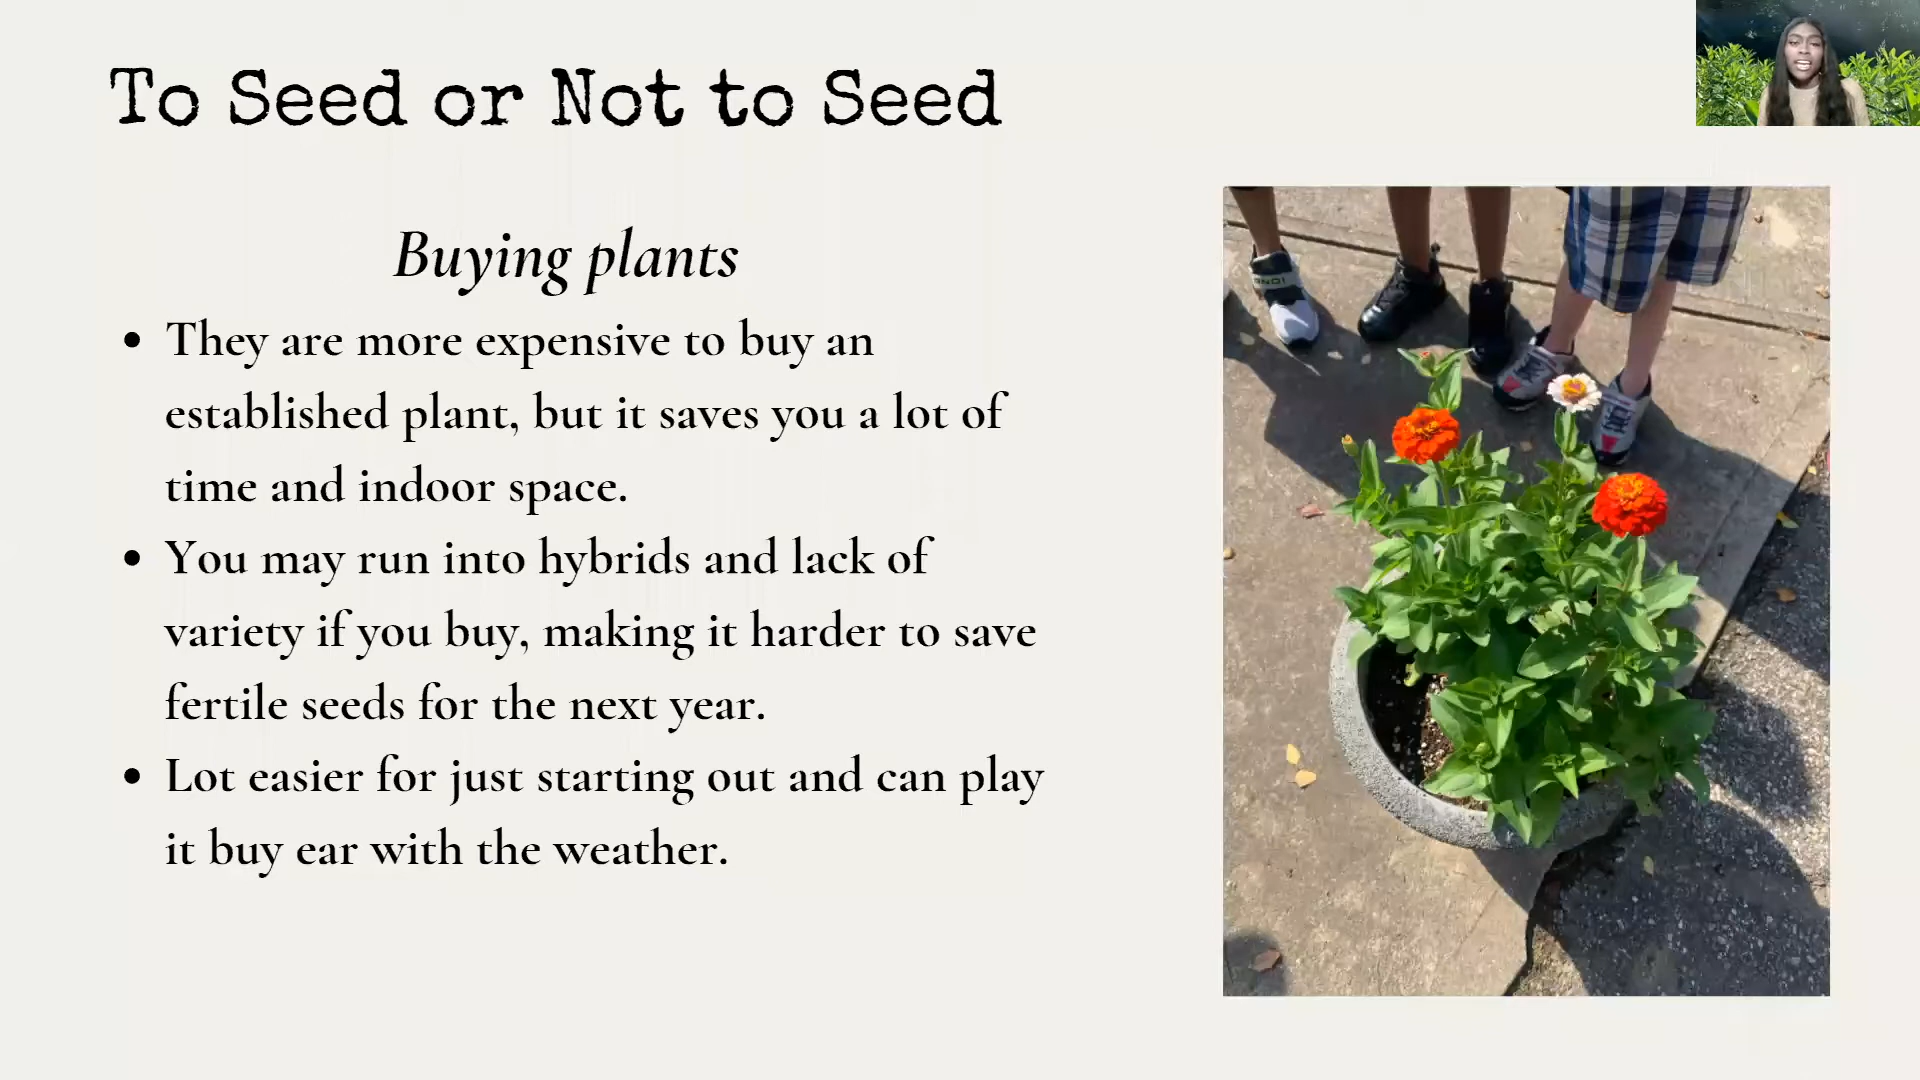 To Seed or Not to Seed
Buying plants
• They are more expensive to buy an
established plant, but it saves you a lot of
time and indoor space.
• You may run into hybrids and lack of
variety if you buy, making it harder to save
fertile seeds for the next year.
• Lot easier for just starting out and can play
it buy ear with the weather.